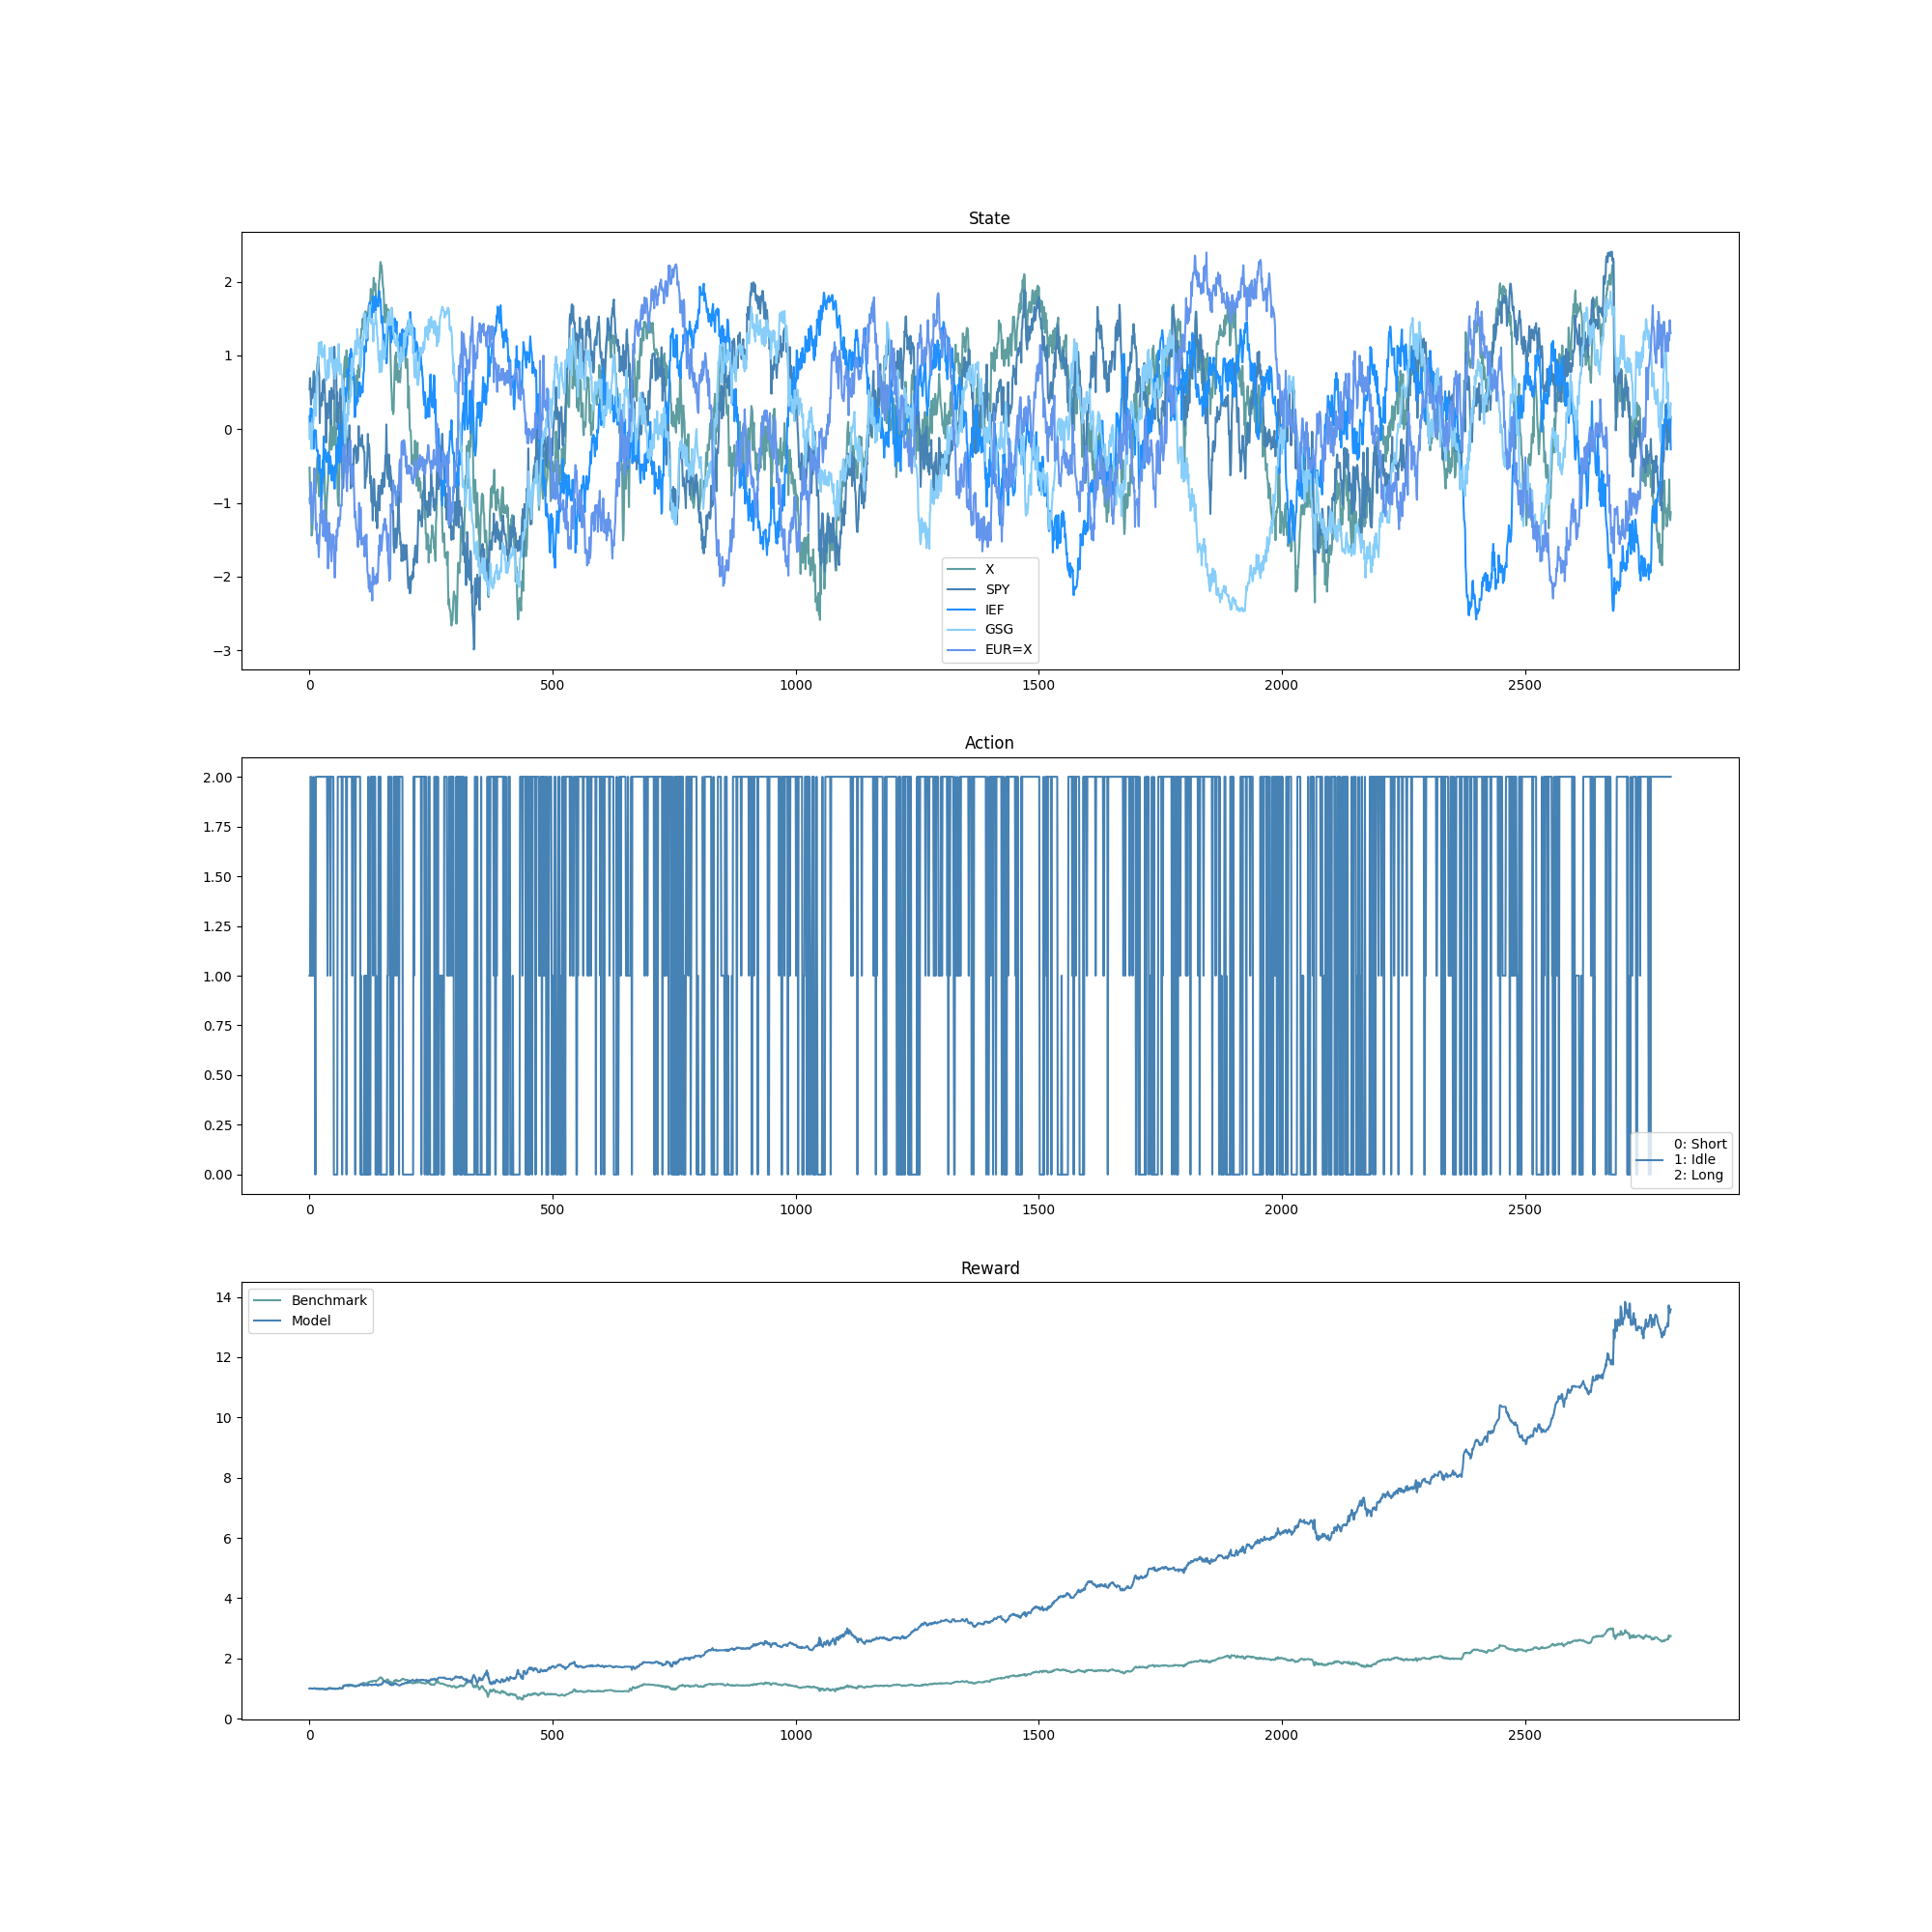 State
2
1
0
−1
−2
−3
X
SPY
IEF
GSG
EUR=X
0 500 1000 1500 2000 2500
Action
2.00
1.75
1.50
1.25
1.00
0.75
0.50
0.25
0.00
0: Short
1: Idle
2: Long
0 500 1000 1500 2000 2500
Reward
14
12
10
8
6
4
2
0
Benchmark
Model
0 500 1000 1500 2000 2500